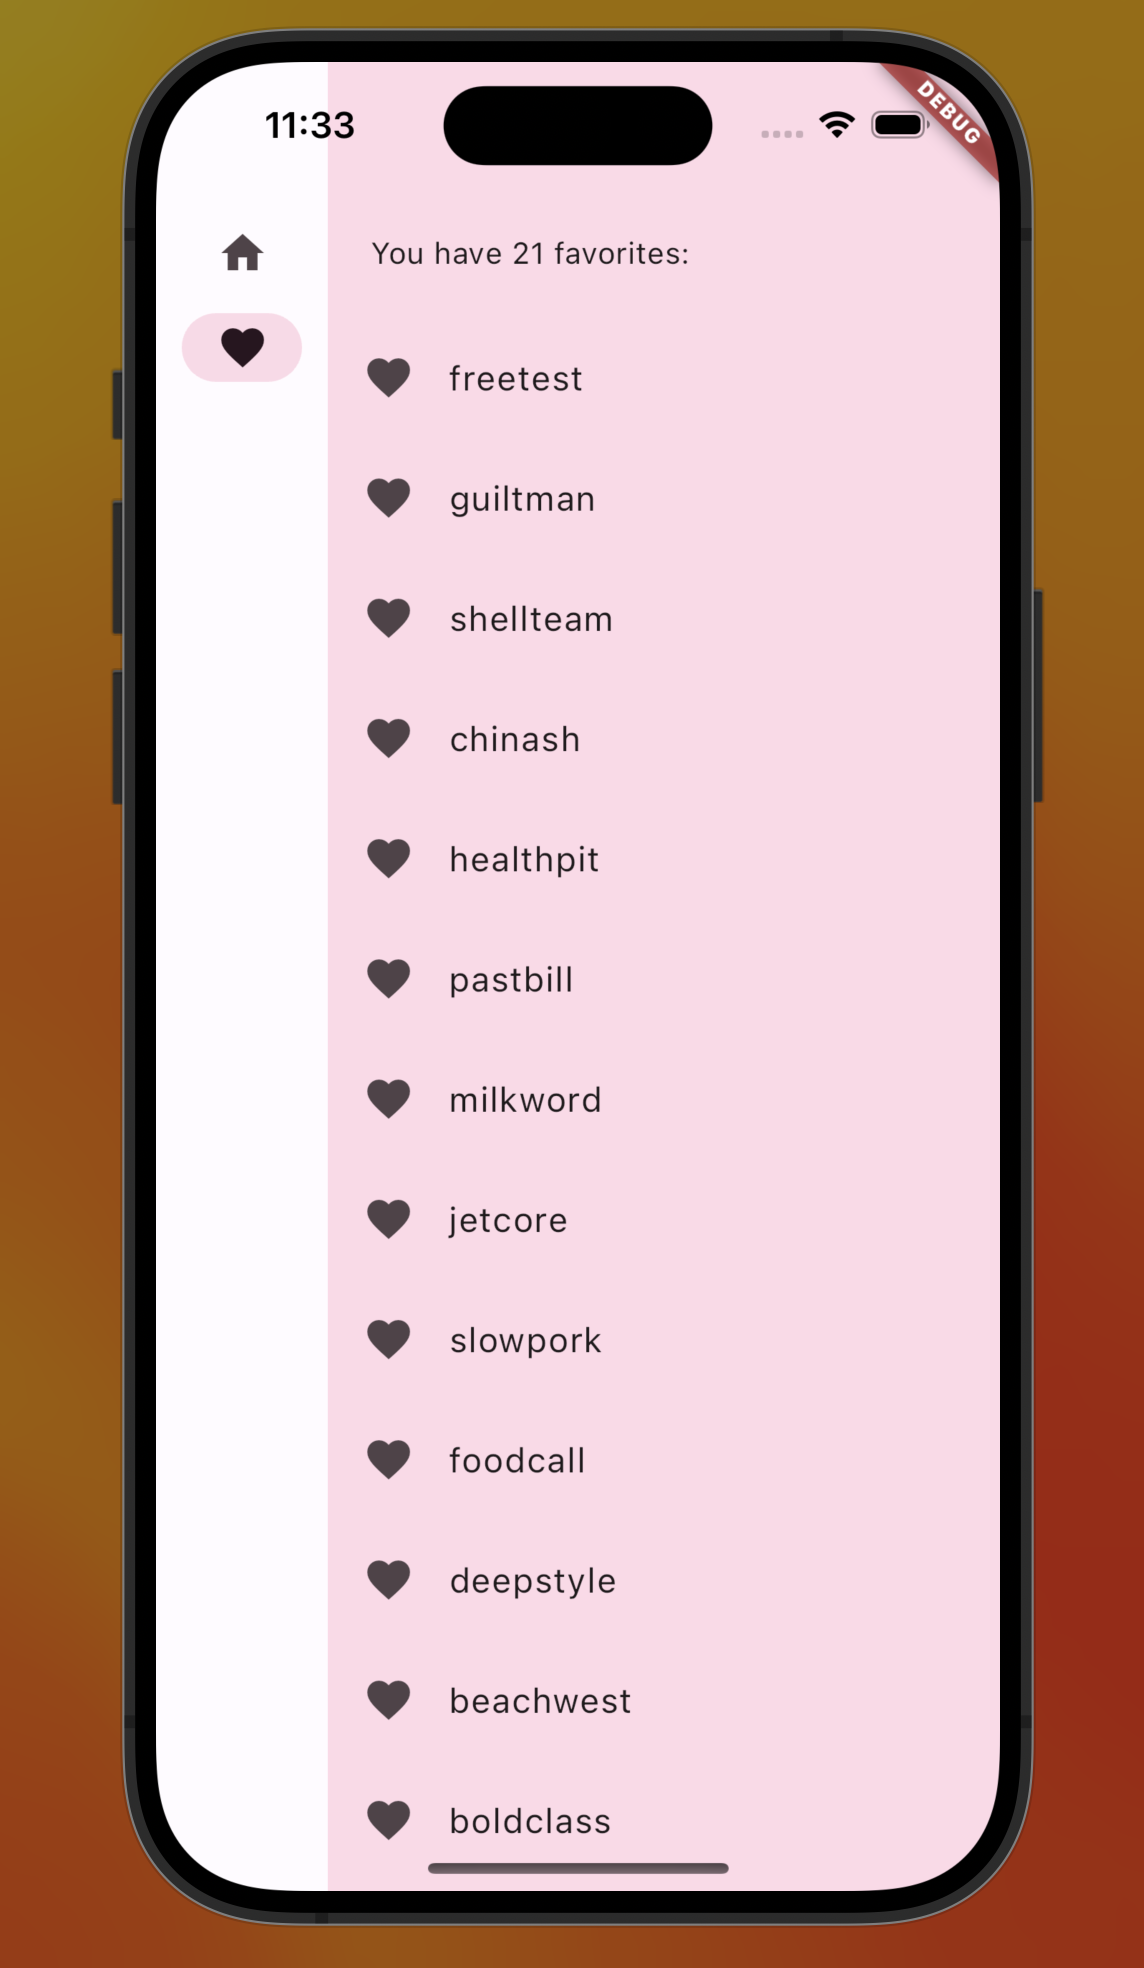 11:33
DEBUG
You have 21 favorites:
freetest
guiltman
shellteam
chinash
healthpit
pastbill
milkword
jetcore
slowpork
foodcall
deepstyle
beachwest
boldclass